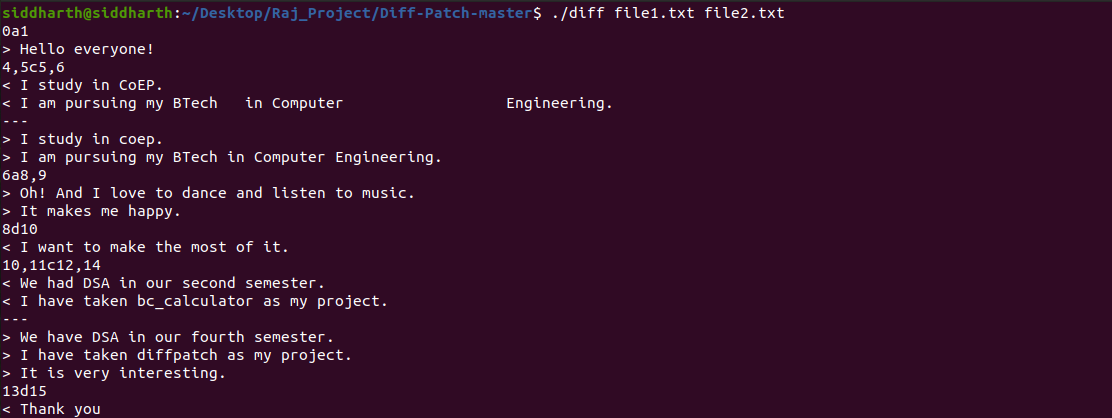 siddharth@siddharth:~/Desktop/Raj_Project/Diff-Patch-master$ ./diff file1.txt file2.txt
0a1
> Hello everyone!
4,5c5,6
< I study in CoEP.
< I am pursuing my BTech   in Computer                  Engineering.
---
> I study in coep.
> I am pursuing my BTech in Computer Engineering.
6a8,9
> Oh! And I love to dance and listen to music.
> It makes me happy.
8d10
< I want to make the most of it.
10,11c12,14
< We had DSA in our second semester.
< I have taken bc_calculator as my project.
---
> We have DSA in our fourth semester.
> I have taken diffpatch as my project.
> It is very interesting.
13d15
< Thank you